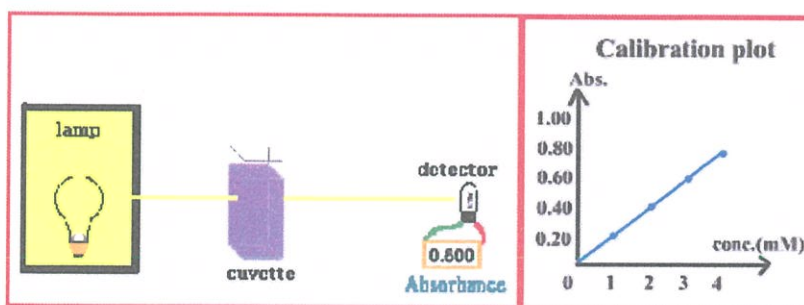 lamp
cuvette
detector
0.600
Absorbance
Calibration plot
Abs.
1.00
0.80
0.60
0.40
0.20
0 1 2 3 4
conc.(mM)